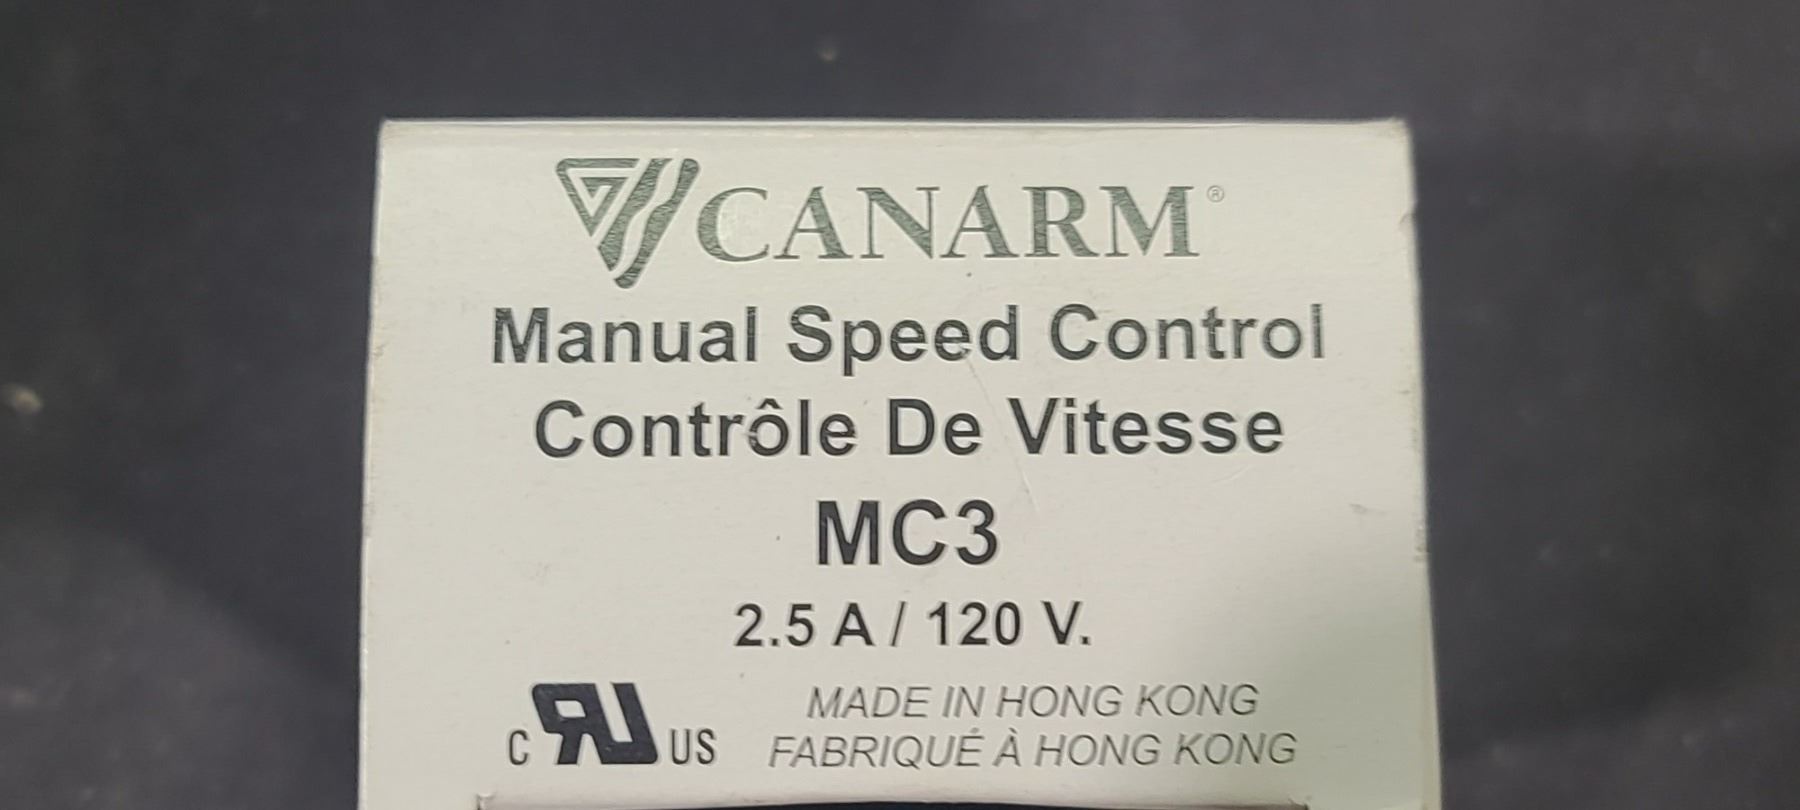 CANARM®
Manual Speed Control
Contrôle De Vitesse
MC3
2.5 A / 120 V.
C RU US
MADE IN HONG KONG
FABRIQUÉ À HONG KONG